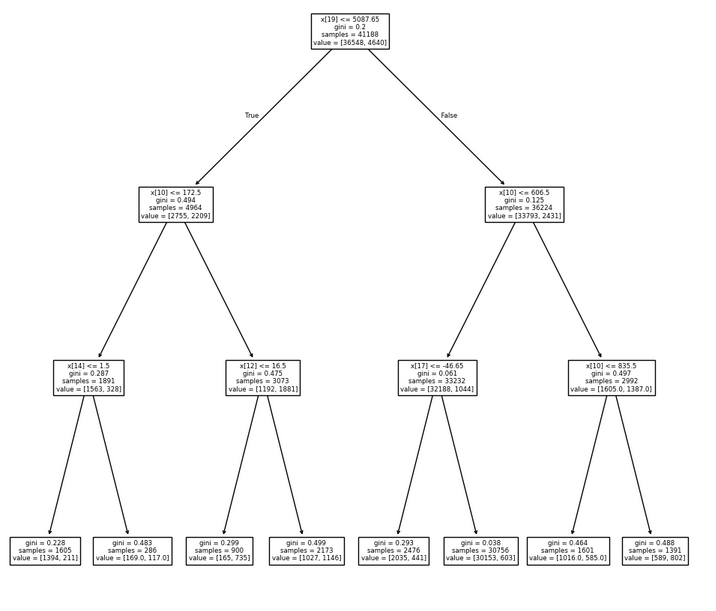 x[19] <= 5087.65
gini = 0.2
samples = 41188
value = [36548, 4640]
True
False
x[10] <= 172.5
gini = 0.494
samples = 4964
value = [2755, 2209]
x[10] <= 606.5
gini = 0.125
samples = 36224
value = [33793, 2431]
x[14] <= 1.5
gini = 0.287
samples = 1891
value = [1563, 328]
x[12] <= 16.5
gini = 0.475
samples = 3073
value = [1192, 1881]
x[17] <= -46.65
gini = 0.061
samples = 33232
value = [32188, 1044]
x[10] <= 835.5
gini = 0.497
samples = 2992
value = [1605.0, 1387.0]
gini = 0.228
samples = 1605
value = [1394, 211]
gini = 0.483
samples = 286
value = [169.0, 117.0]
gini = 0.299
samples = 900
value = [165, 735]
gini = 0.499
samples = 2173
value = [1027, 1146]
gini = 0.293
samples = 2476
value = [2035, 441]
gini = 0.038
samples = 30756
value = [30153, 603]
gini = 0.464
samples = 1601
value = [1016.0, 585.0]
gini = 0.488
samples = 1391
value = [589, 802]